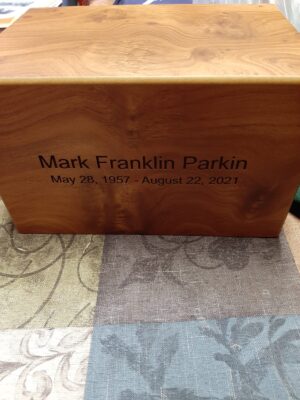 Mark Franklin Parkin
May 28, 1957 - August 22, 2021